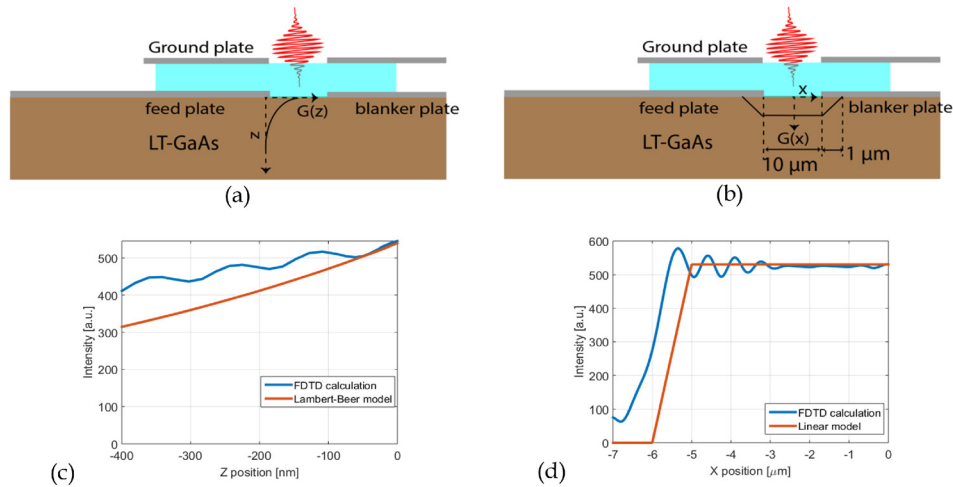 Ground plate
feed plate
G(z)
blanker plate
z
LT-GaAs
(a)
Ground plate
x
feed plate
blanker plate
G(x)
LT-GaAs
10 μm
1 μm
(b)
500
400
300
200
100
0
-400
-300
-200
-100
0
Intensity [a.u.]
Z position [nm]
FDTD calculation
Lambert-Beer model
(c)
600
500
400
300
200
100
0
-7
-6
-5
-4
-3
-2
-1
0
Intensity [a.u.]
X position [μm]
FDTD calculation
Linear model
(d)